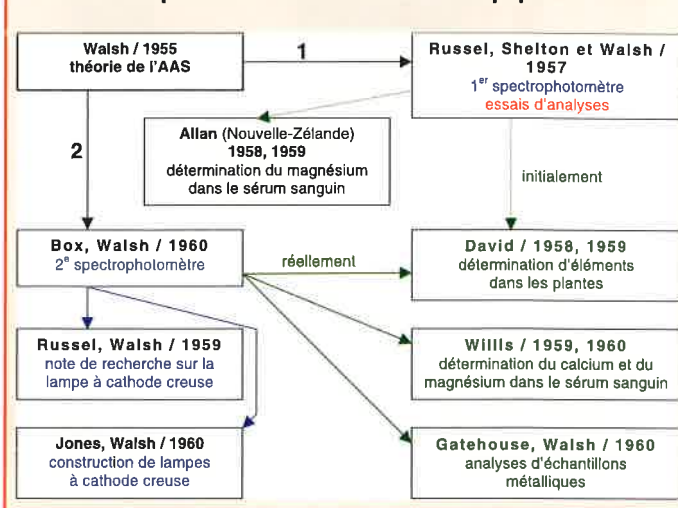 Walsh / 1955
théorie de l'AAS
1
Russel, Shelton et Walsh /
1957
1er spectrophotomètre
essais d'analyses
Allan (Nouvelle-Zélande)
1958, 1959
détermination du magnésium
dans le sérum sanguin
2
initialement
Box, Walsh / 1960
2e spectrophotomètre
réellement
David / 1958, 1959
détermination d'éléments
dans les plantes
Russel, Walsh / 1959
note de recherche sur la
lampe à cathode creuse
Willis / 1959, 1960
détermination du calcium et du
magnésium dans le sérum sanguin
Jones, Walsh / 1960
construction de lampes
à cathode creuse
Gatehouse, Walsh / 1960
analyses d'échantillons
métalliques